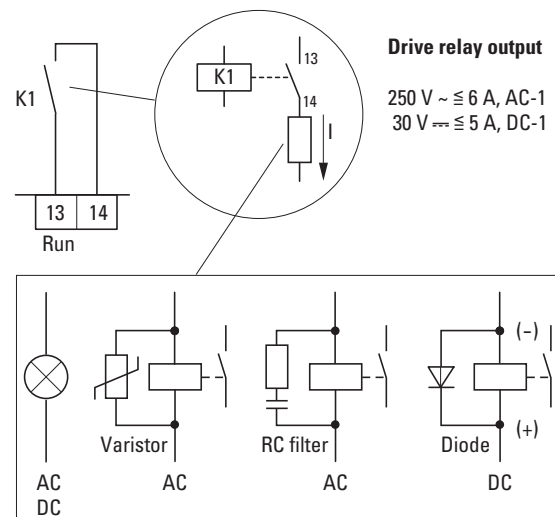 Drive relay output
250 V ~ ≦ 6 A, AC-1
30 V ⎓ ≦ 5 A, DC-1
K1
13
14
I
K1
13 14
Run
(–)
(+)
Varistor RC filter Diode
AC AC AC DC
DC